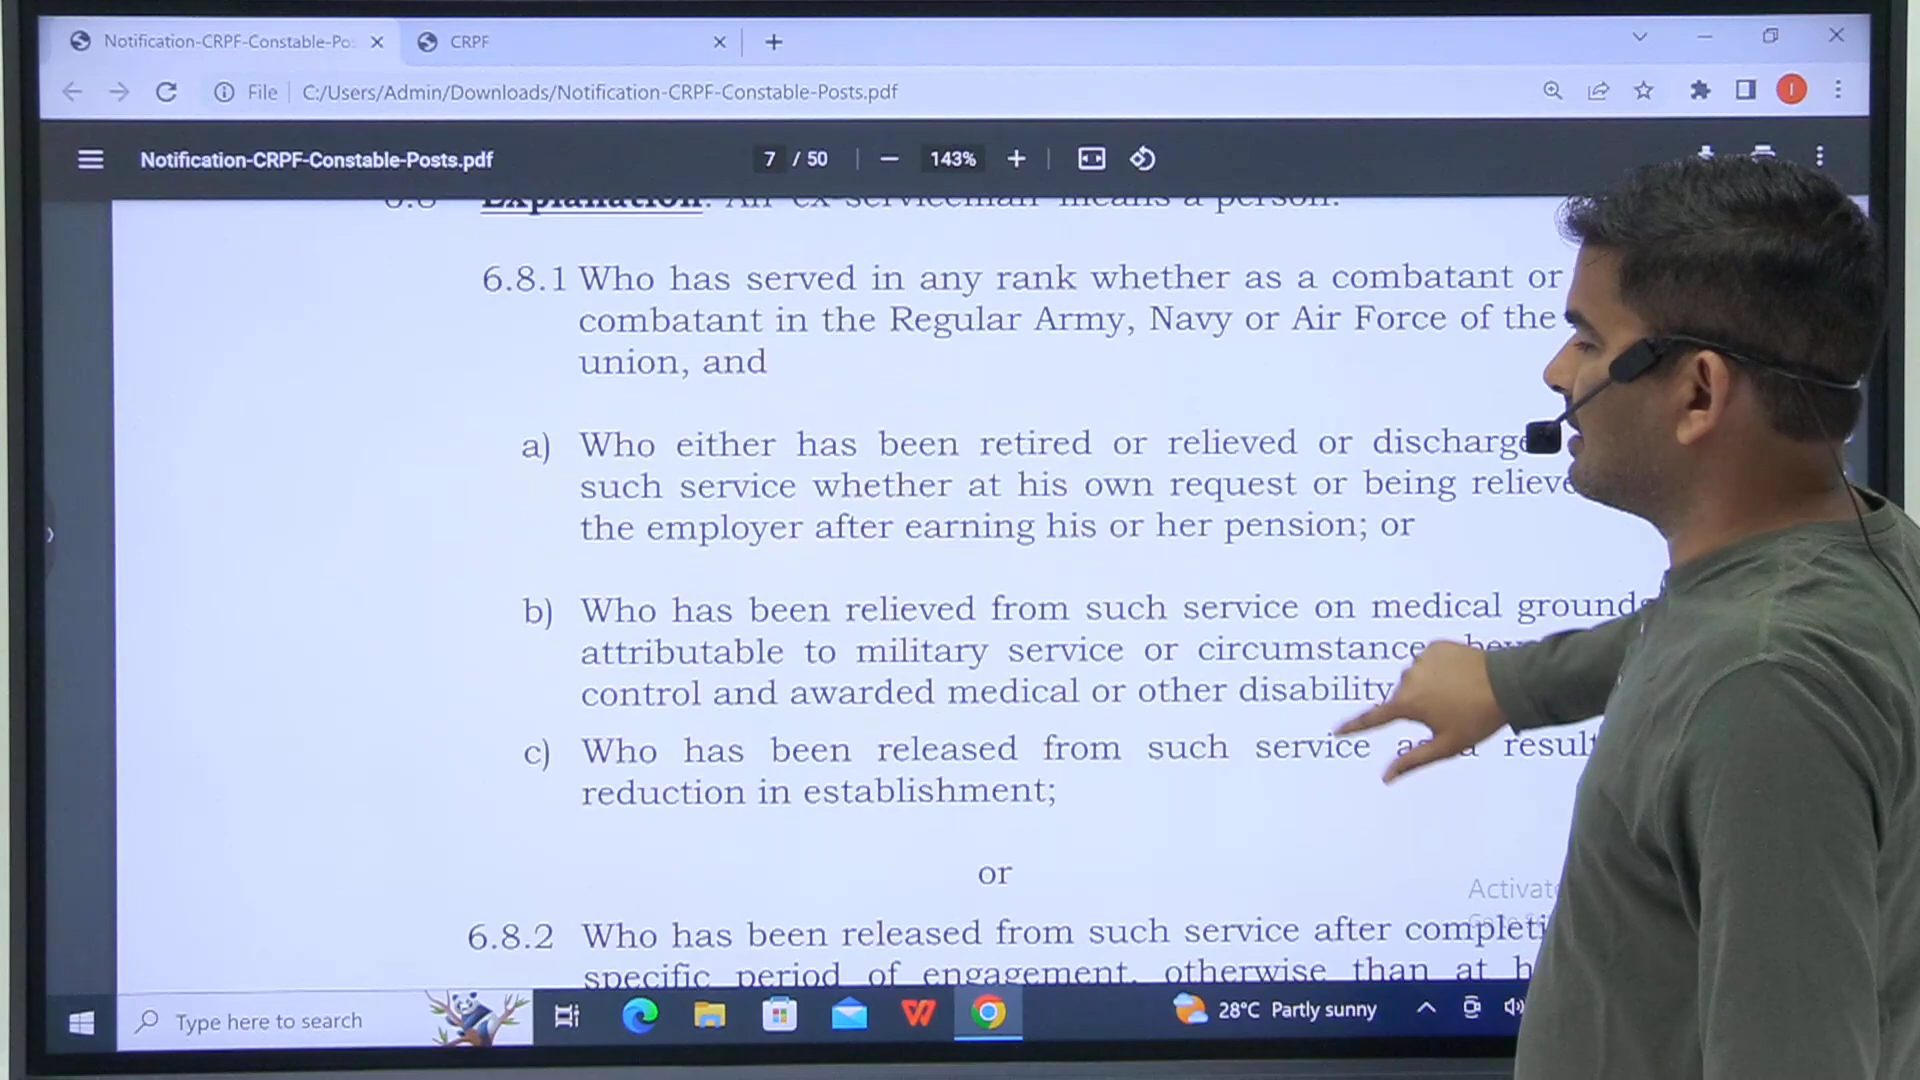 Notification-CRPF-Constable-Po
CRPF
File
C:/Users/Admin/Downloads/Notification-CRPF-Constable-Posts.pdf
I
Notification-CRPF-Constable-Posts.pdf
7 / 50
143%
Explanation: An ex-serviceman means a person:
6.8.1 Who has served in any rank whether as a combatant or
combatant in the Regular Army, Navy or Air Force of the
union, and
a) Who either has been retired or relieved or discharge
such service whether at his own request or being relieve
the employer after earning his or her pension; or
b) Who has been relieved from such service on medical grounds
attributable to military service or circumstance
control and awarded medical or other disability
c) Who has been released from such service as a result
reduction in establishment;
or
6.8.2 Who has been released from such service after completi
specific period of engagement, otherwise than at h
Activate
Type here to search
28°C Partly sunny